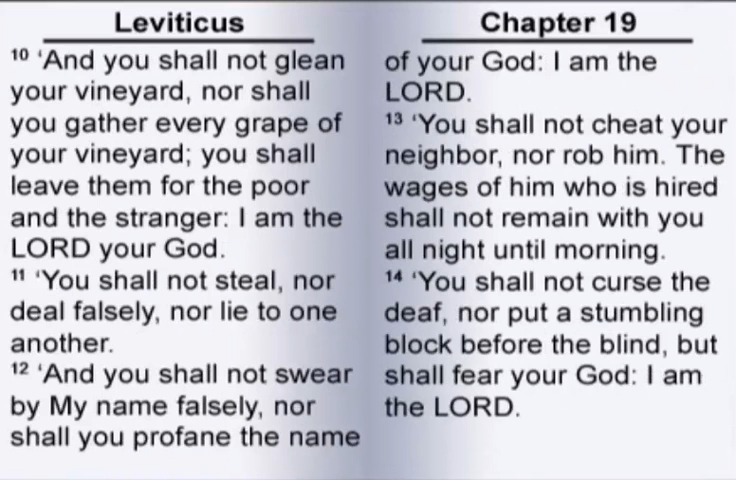 Leviticus
¹⁰ ‘And you shall not glean
your vineyard, nor shall
you gather every grape of
your vineyard; you shall
leave them for the poor
and the stranger: I am the
LORD your God.
¹¹ ‘You shall not steal, nor
deal falsely, nor lie to one
another.
¹² ‘And you shall not swear
by My name falsely, nor
shall you profane the name
Chapter 19
of your God: I am the
LORD.
¹³ ‘You shall not cheat your
neighbor, nor rob him. The
wages of him who is hired
shall not remain with you
all night until morning.
¹⁴ ‘You shall not curse the
deaf, nor put a stumbling
block before the blind, but
shall fear your God: I am
the LORD.